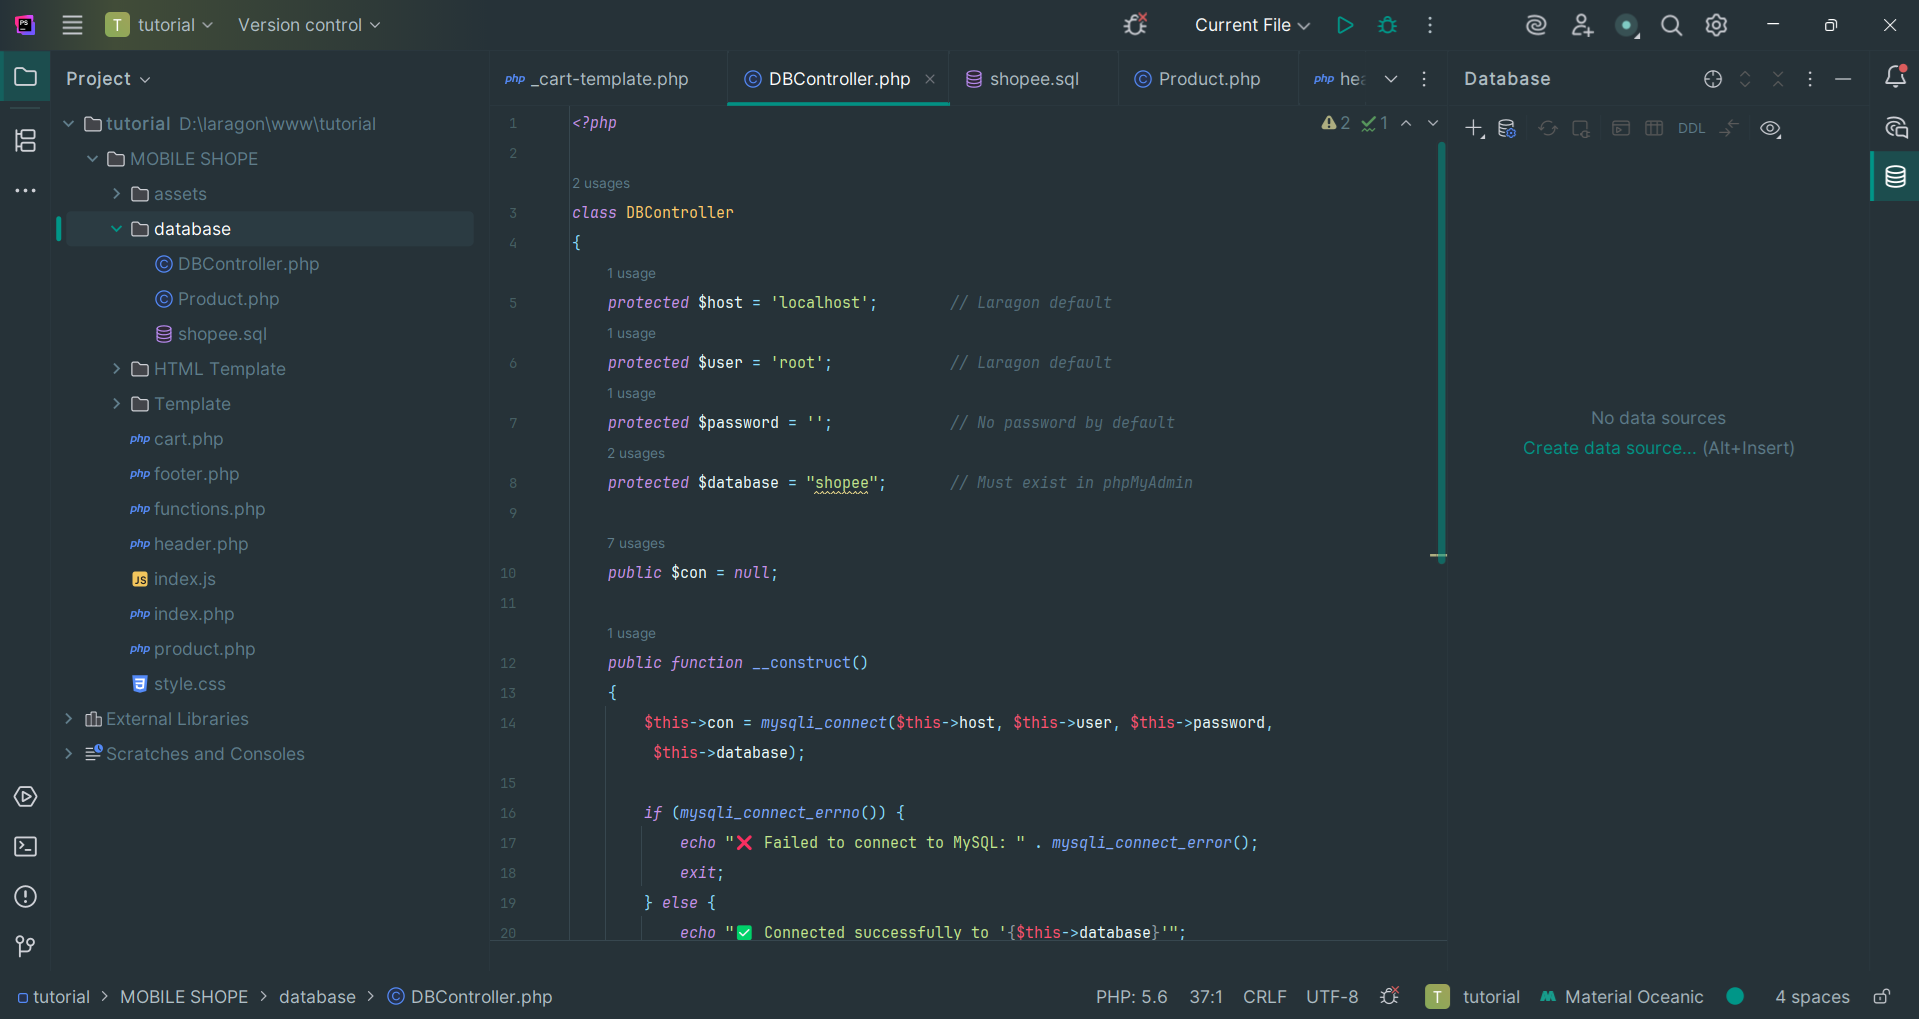 T tutorial Version control Current File
Project
tutorial D:\laragon\www\tutorial
MOBILE SHOPE
assets
database
DBController.php
Product.php
shopee.sql
HTML Template
Template
php cart.php
php footer.php
php functions.php
php header.php
JS index.js
php index.php
php product.php
style.css
External Libraries
Scratches and Consoles
php _cart-template.php DBController.php shopee.sql Product.php php hea
2 1
1 <?php
2
2 usages
3 class DBController
4 {
1 usage
5 protected $host = 'localhost'; // Laragon default
1 usage
6 protected $user = 'root'; // Laragon default
1 usage
7 protected $password = ''; // No password by default
2 usages
8 protected $database = "shopee"; // Must exist in phpMyAdmin
9
7 usages
10 public $con = null;
11
1 usage
12 public function __construct()
13 {
14 $this->con = mysqli_connect($this->host, $this->user, $this->password,
$this->database);
15
16 if (mysqli_connect_errno()) {
17 echo "❌ Failed to connect to MySQL: " . mysqli_connect_error();
18 exit;
19 } else {
20 echo "✅ Connected successfully to '{$this->database}'";
Database
DDL
No data sources
Create data source... (Alt+Insert)
tutorial > MOBILE SHOPE > database > DBController.php
PHP: 5.6 37:1 CRLF UTF-8 T tutorial Material Oceanic 4 spaces